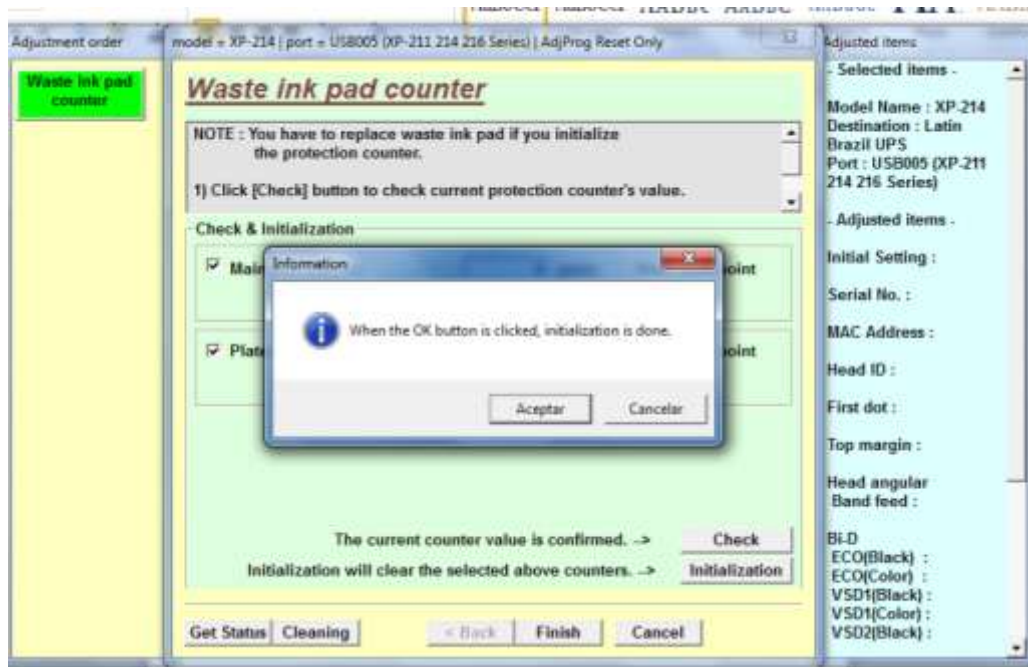 Adjustment order
Waste ink pad
counter
model = XP-214 | port = USB005 (XP-211 214 216 Series) | AdjProg Reset Only
Waste ink pad counter
NOTE : You have to replace waste ink pad if you initialize
the protection counter.
1) Click [Check] button to check current protection counter's value.
Check & Initialization
Main
oint
Plate
oint
Information
When the OK button is clicked, initialization is done.
Aceptar
Cancelar
The current counter value is confirmed. -->
Check
Initialization will clear the selected above counters. -->
Initialization
Get Status
Cleaning
< Back
Finish
Cancel
Adjusted items
- Selected items -
Model Name : XP-214
Destination : Latin
Brazil UPS
Port : USB005 (XP-211
214 216 Series)
- Adjusted items -
Initial Setting :
Serial No. :
MAC Address :
Head ID :
First dot :
Top margin :
Head angular
Band feed :
Bi-D
ECO(Black) :
ECO(Color) :
VSD1(Black) :
VSD1(Color) :
VSD2(Black) :